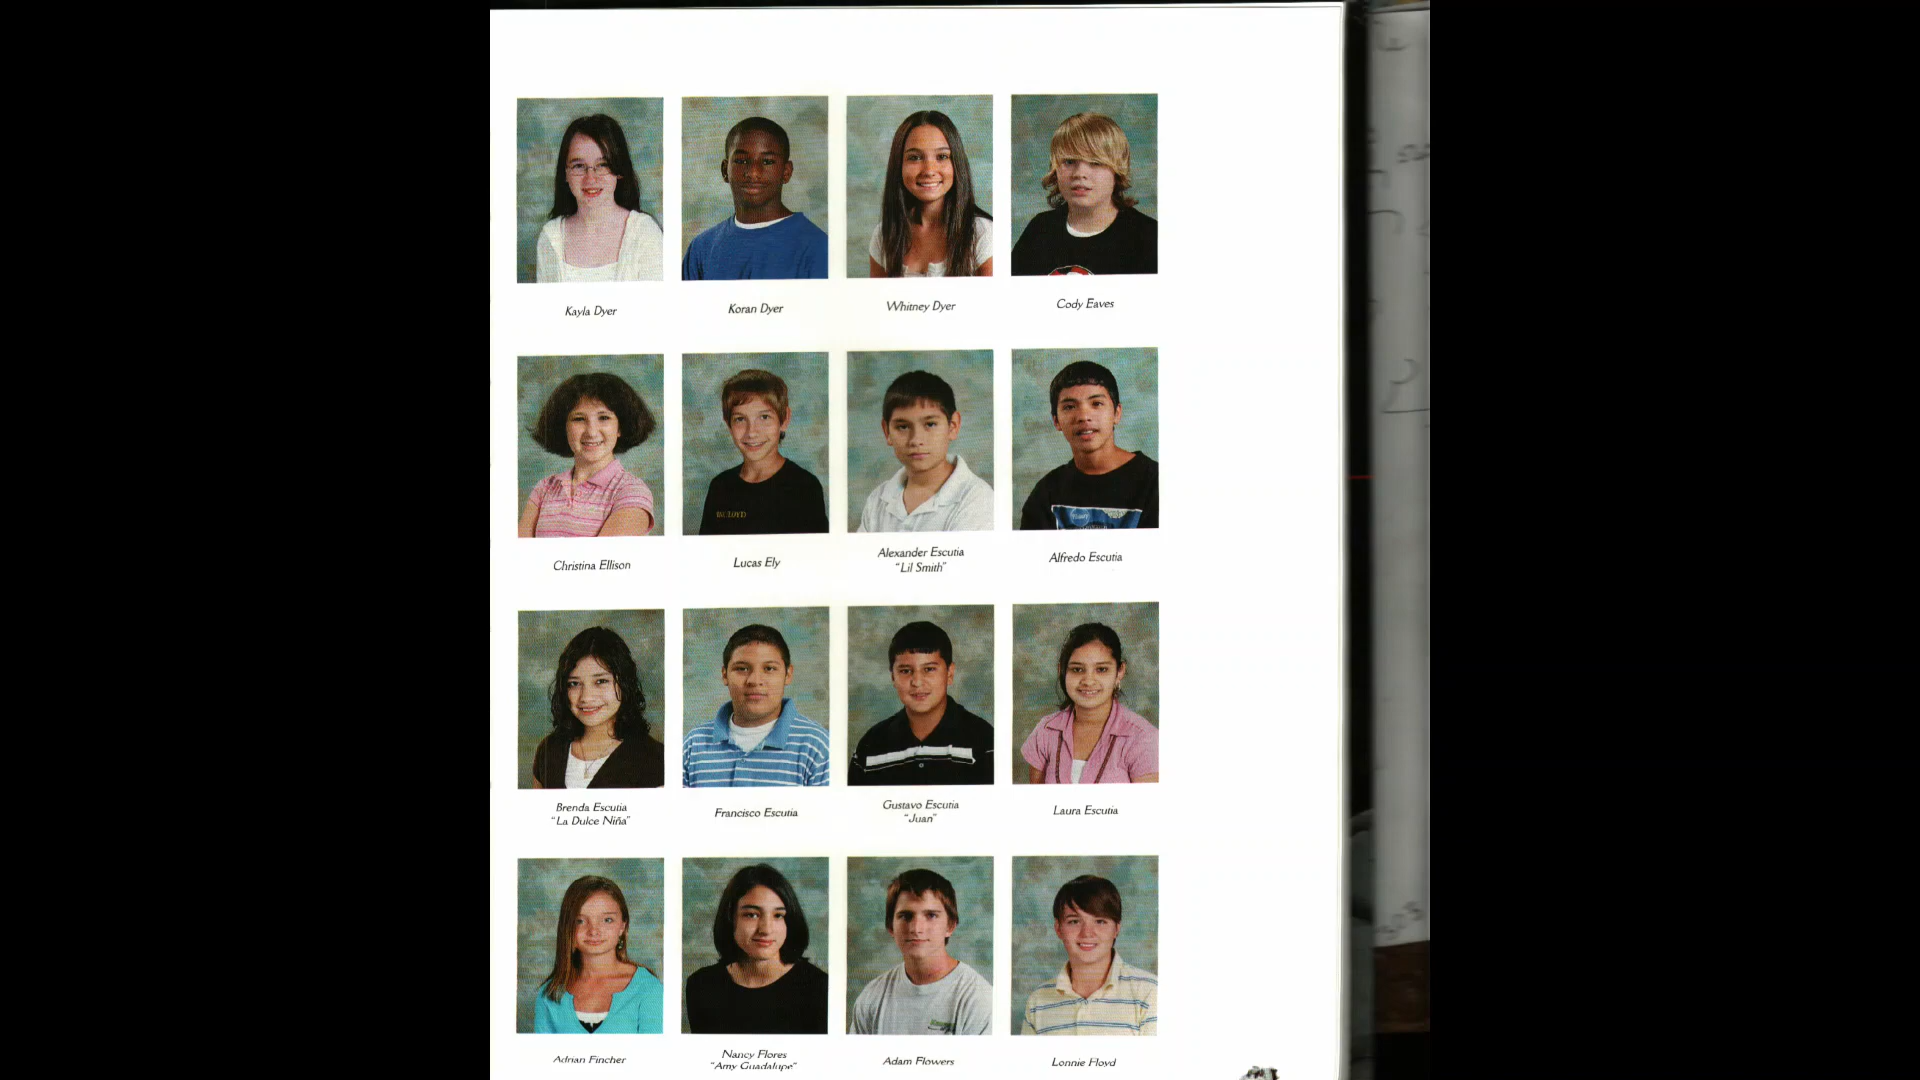 Kayla Dyer
Koran Dyer
Whitney Dyer
Cody Eaves
Christina Ellison
Lucas Ely
Alexander Escutia
"Lil Smith"
Alfredo Escutia
Brenda Escutia
"La Dulce Niña"
Francisco Escutia
Gustavo Escutia
"Juan"
Laura Escutia
Adrian Fincher
Nancy Flores
"Amy Guadalupe"
Adam Flowers
Lonnie Floyd